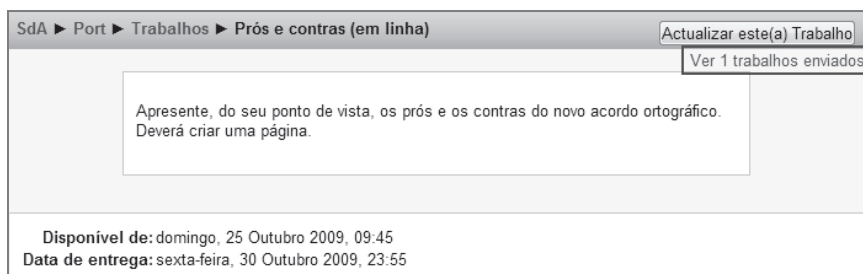 SdA ► Port ► Trabalhos ► Prós e contras (em linha)
Actualizar este(a) Trabalho
Ver 1 trabalhos enviados
Apresente, do seu ponto de vista, os prós e os contras do novo acordo ortográfico.
Deverá criar uma página.
Disponível de: domingo, 25 Outubro 2009, 09:45
Data de entrega: sexta-feira, 30 Outubro 2009, 23:55